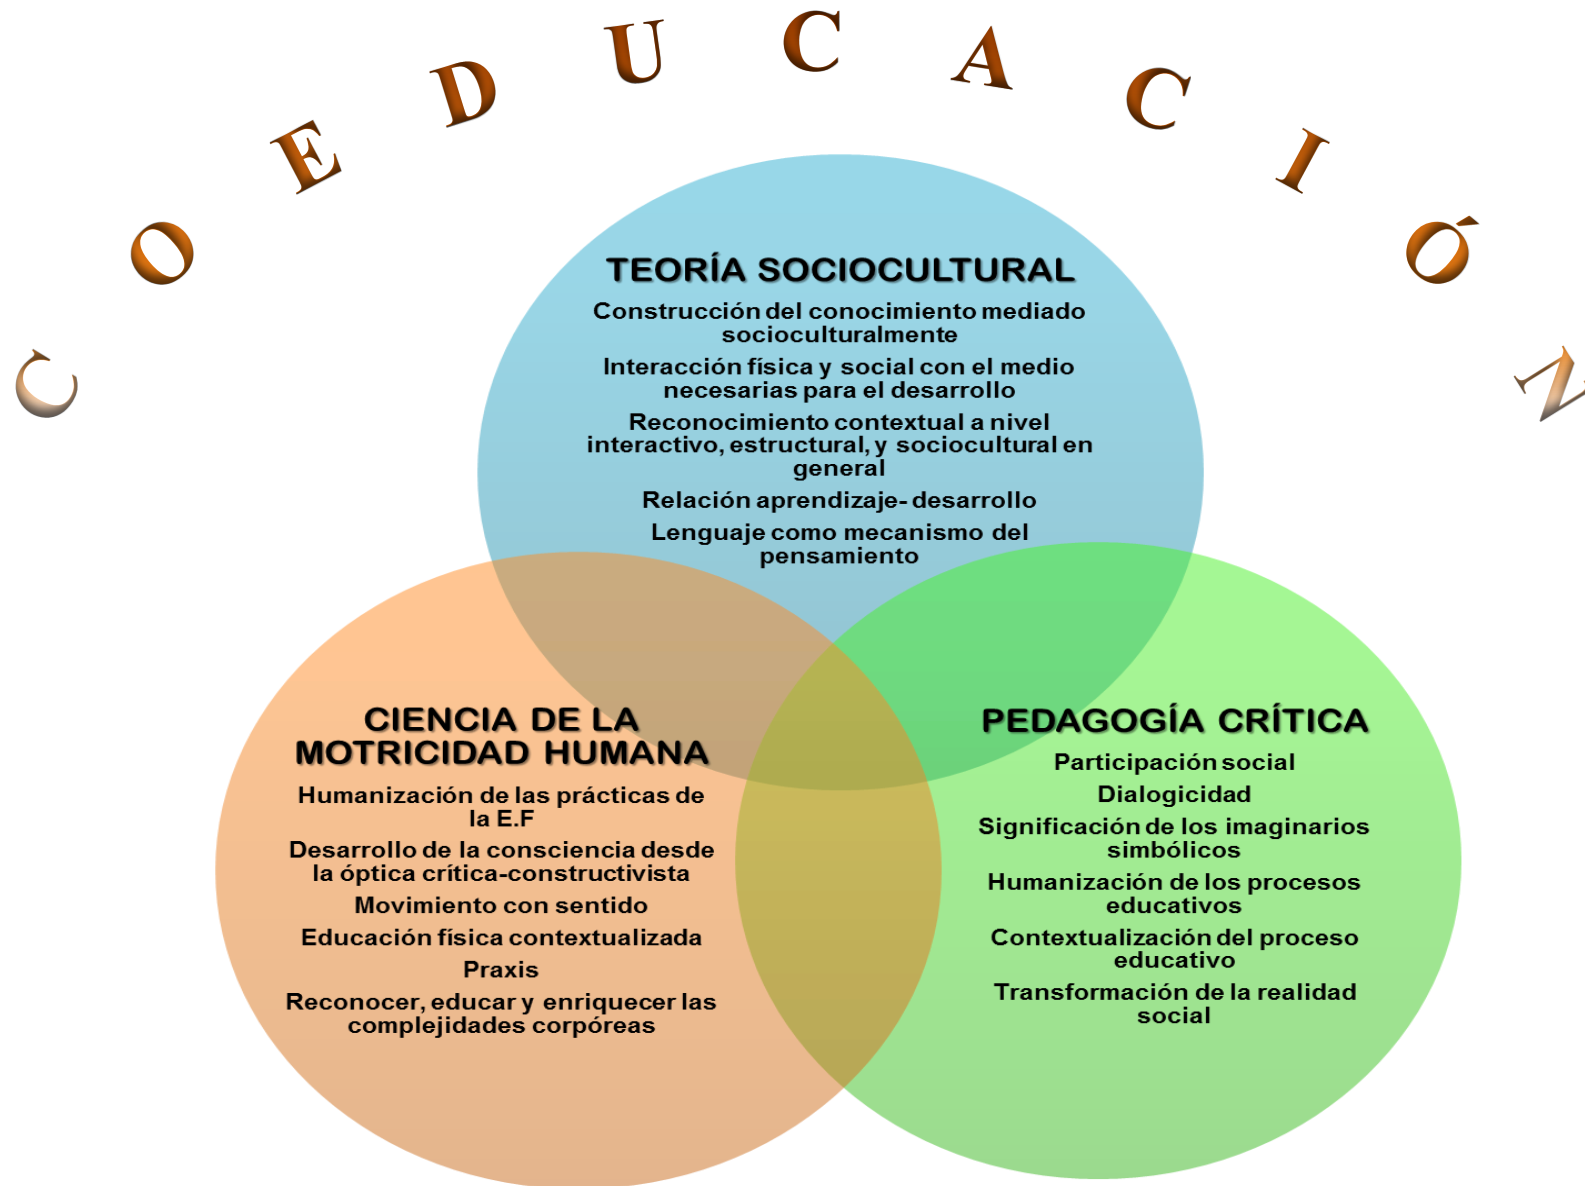 COEDUCACIÓN
TEORÍA SOCIOCULTURAL
Construcción del conocimiento mediado
socioculturalmente
Interacción física y social con el medio
necesarias para el desarrollo
Reconocimiento contextual a nivel
interactivo, estructural, y sociocultural en
general
Relación aprendizaje- desarrollo
Lenguaje como mecanismo del
pensamiento
CIENCIA DE LA
MOTRICIDAD HUMANA
Humanización de las prácticas de
la E.F
Desarrollo de la consciencia desde
la óptica crítica-constructivista
Movimiento con sentido
Educación física contextualizada
Praxis
Reconocer, educar y enriquecer las
complejidades corpóreas
PEDAGOGÍA CRÍTICA
Participación social
Dialogicidad
Significación de los imaginarios
simbólicos
Humanización de los procesos
educativos
Contextualización del proceso
educativo
Transformación de la realidad
social